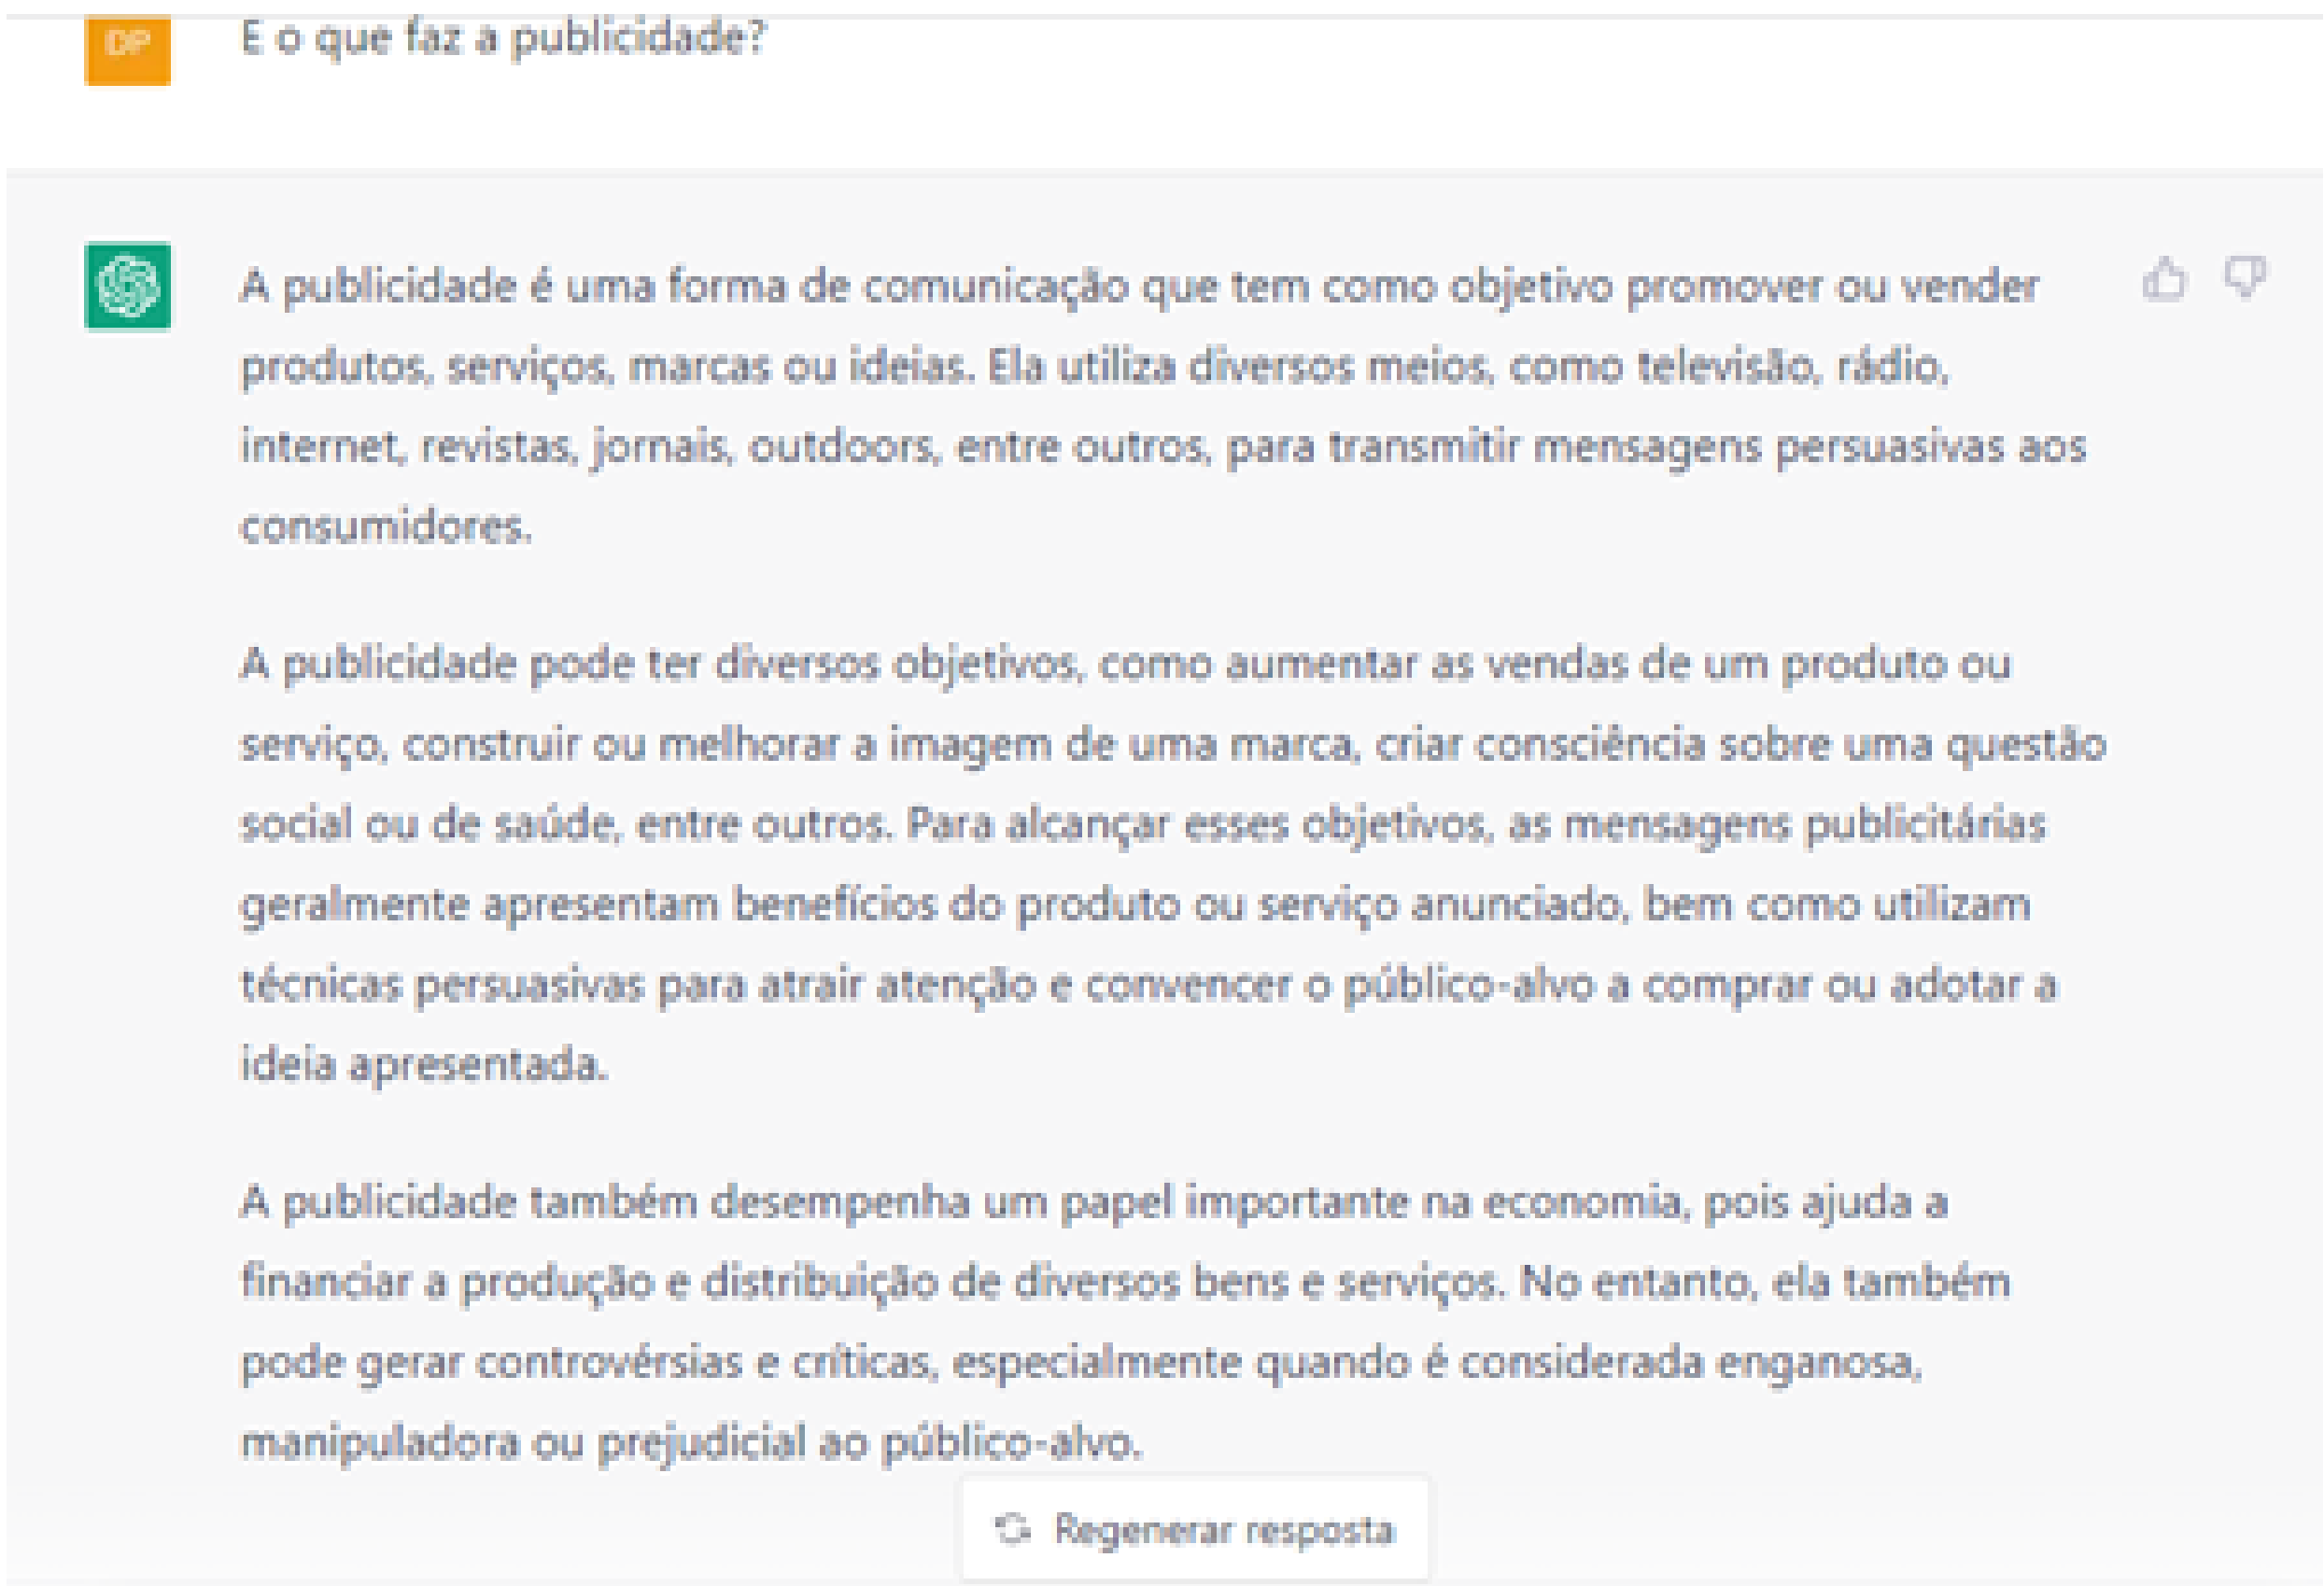 DP
E o que faz a publicidade?
A publicidade é uma forma de comunicação que tem como objetivo promover ou vender
produtos, serviços, marcas ou ideias. Ela utiliza diversos meios, como televisão, rádio,
internet, revistas, jornais, outdoors, entre outros, para transmitir mensagens persuasivas aos
consumidores.
A publicidade pode ter diversos objetivos, como aumentar as vendas de um produto ou
serviço, construir ou melhorar a imagem de uma marca, criar consciência sobre uma questão
social ou de saúde, entre outros. Para alcançar esses objetivos, as mensagens publicitárias
geralmente apresentam benefícios do produto ou serviço anunciado, bem como utilizam
técnicas persuasivas para atrair atenção e convencer o público-alvo a comprar ou adotar a
ideia apresentada.
A publicidade também desempenha um papel importante na economia, pois ajuda a
financiar a produção e distribuição de diversos bens e serviços. No entanto, ela também
pode gerar controvérsias e críticas, especialmente quando é considerada enganosa,
manipuladora ou prejudicial ao público-alvo.
Regenerar resposta